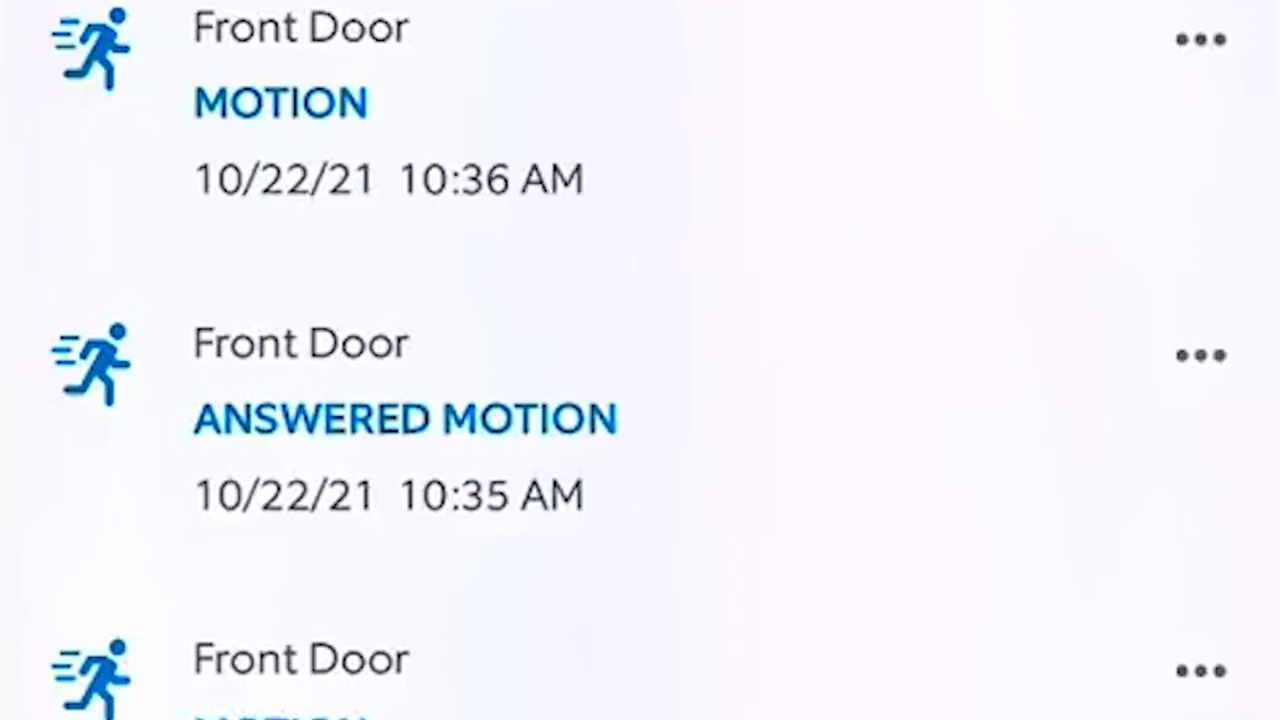 Front Door
MOTION
10/22/21 10:36 AM
Front Door
ANSWERED MOTION
10/22/21 10:35 AM
Front Door
MOTION